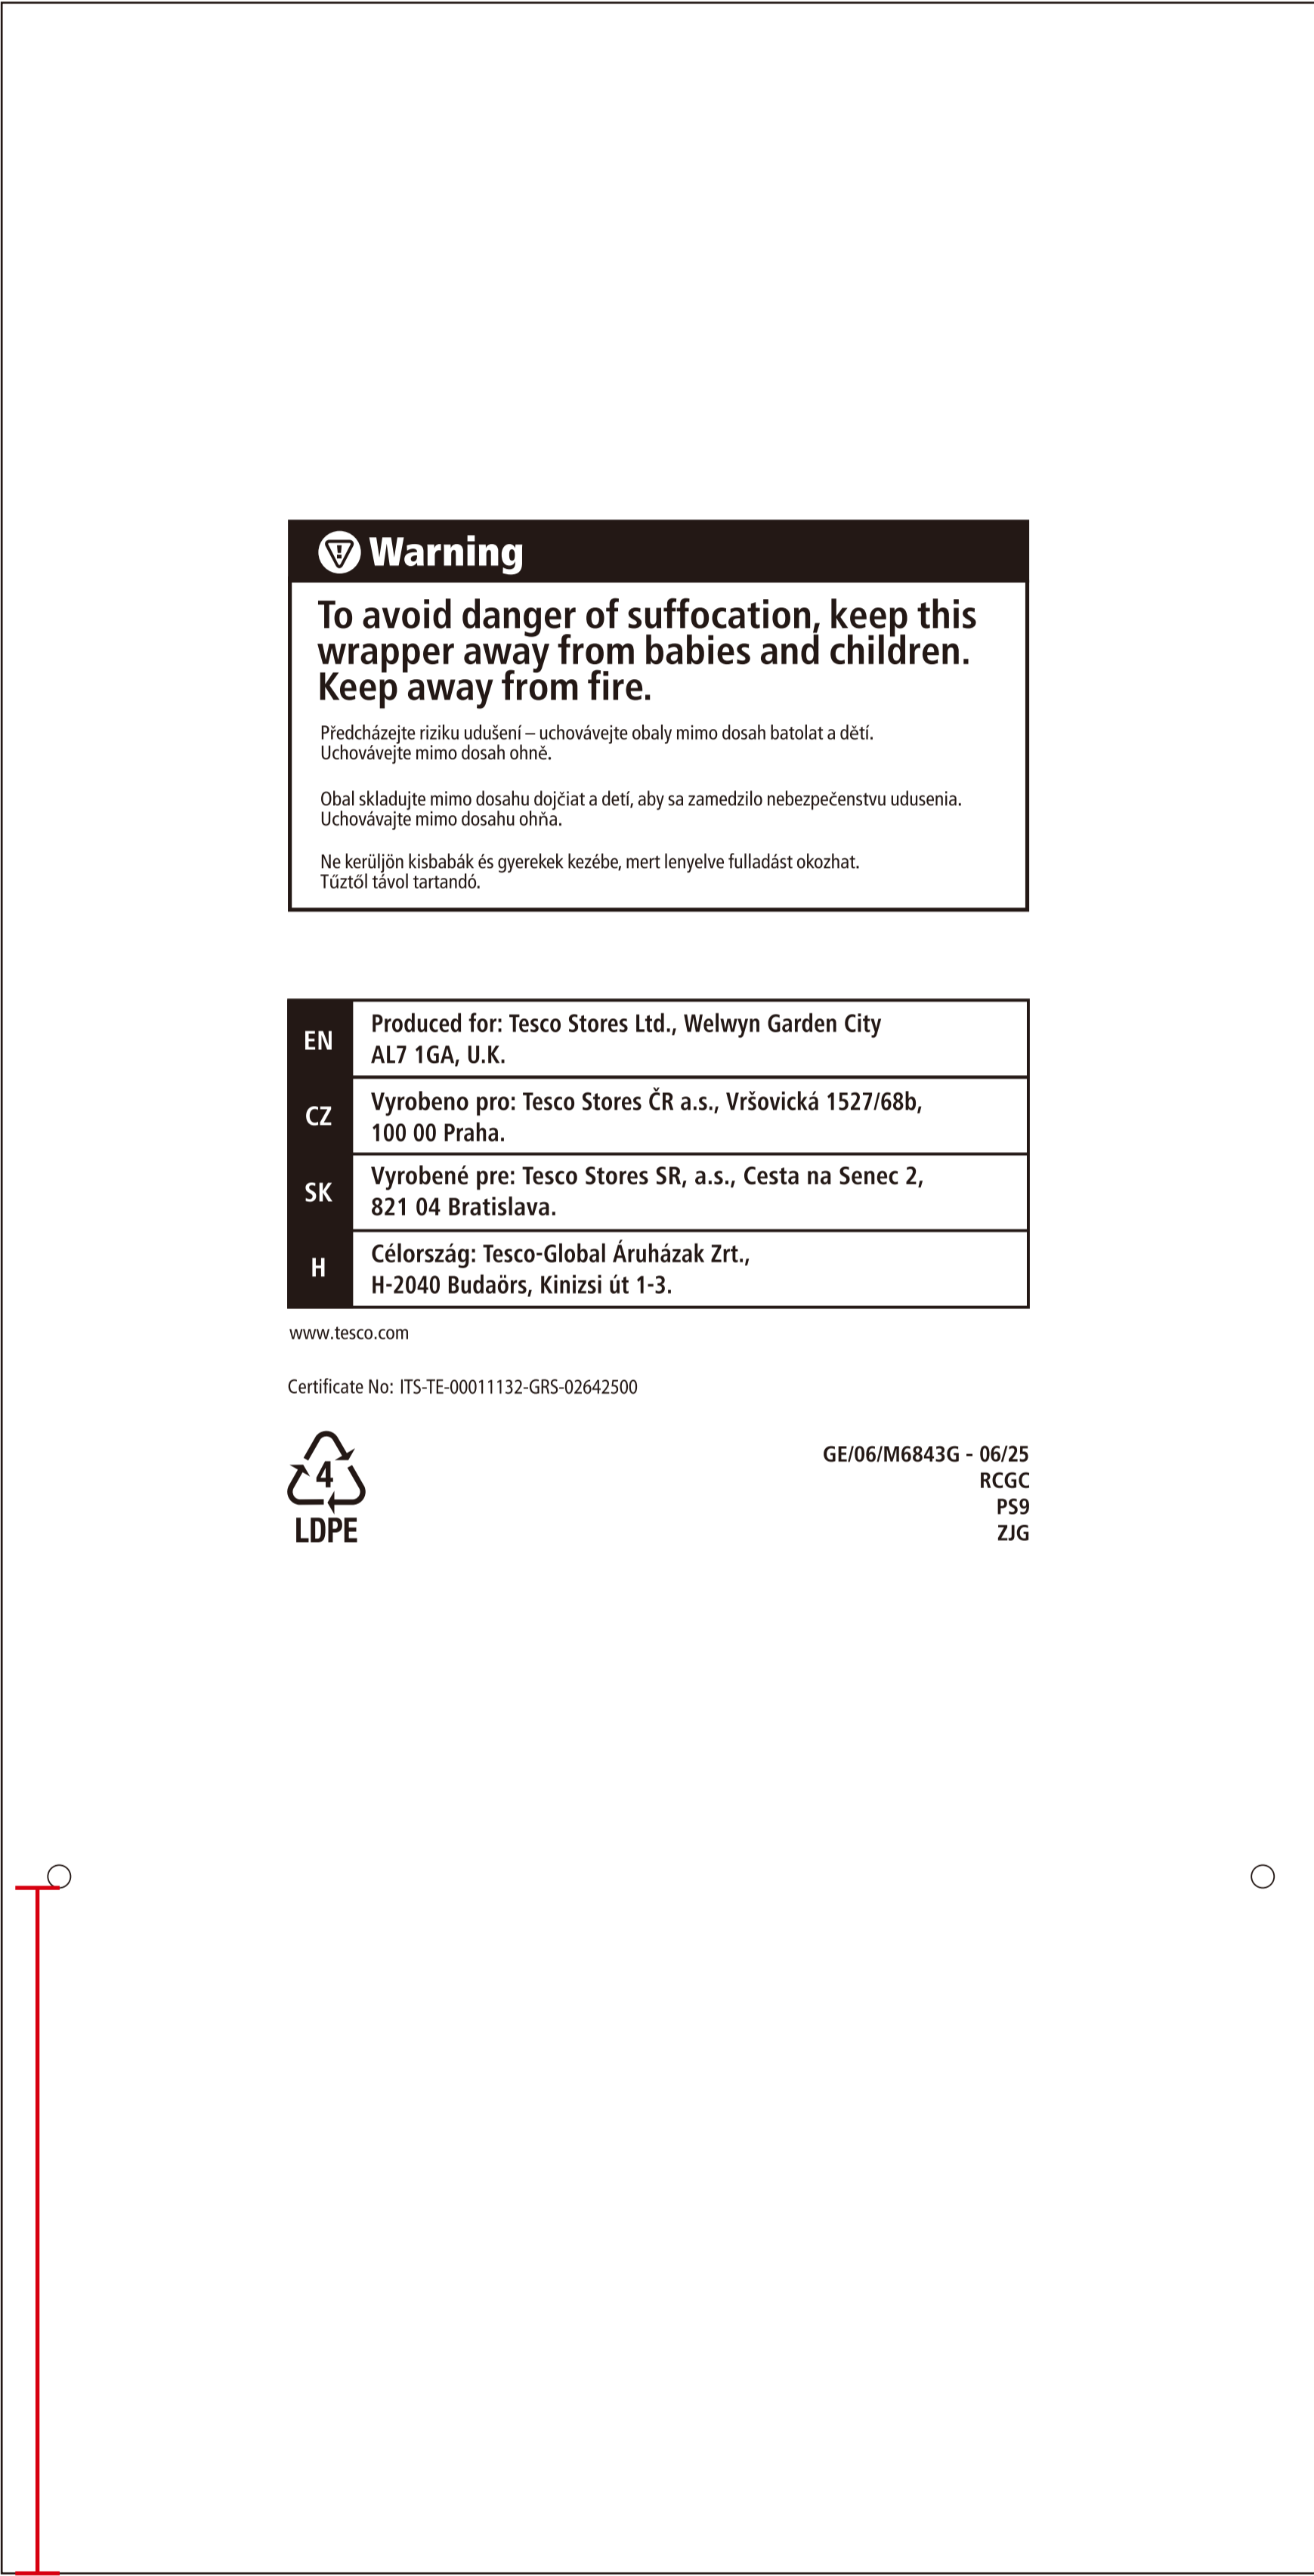 Warning
To avoid danger of suffocation, keep this
wrapper away from babies and children.
Keep away from fire.
Předcházejte riziku udušení – uchovávejte obaly mimo dosah batolat a dětí.
Uchovávejte mimo dosah ohně.
Obal skladujte mimo dosahu dojčiat a detí, aby sa zamedzilo nebezpečenstvu udusenia.
Uchovávajte mimo dosahu ohňa.
Ne kerüljön kisbabák és gyerekek kezébe, mert lenyelve fulladást okozhat.
Tűztől távol tartandó.
EN
Produced for: Tesco Stores Ltd., Welwyn Garden City
AL7 1GA, U.K.
CZ
Vyrobeno pro: Tesco Stores ČR a.s., Vršovická 1527/68b,
100 00 Praha.
SK
Vyrobené pre: Tesco Stores SR, a.s., Cesta na Senec 2,
821 04 Bratislava.
H
Célország: Tesco-Global Áruházak Zrt.,
H-2040 Budaörs, Kinizsi út 1-3.
www.tesco.com
Certificate No: ITS-TE-00011132-GRS-02642500
4
LDPE
GE/06/M6843G - 06/25
RCGC
PS9
ZJG